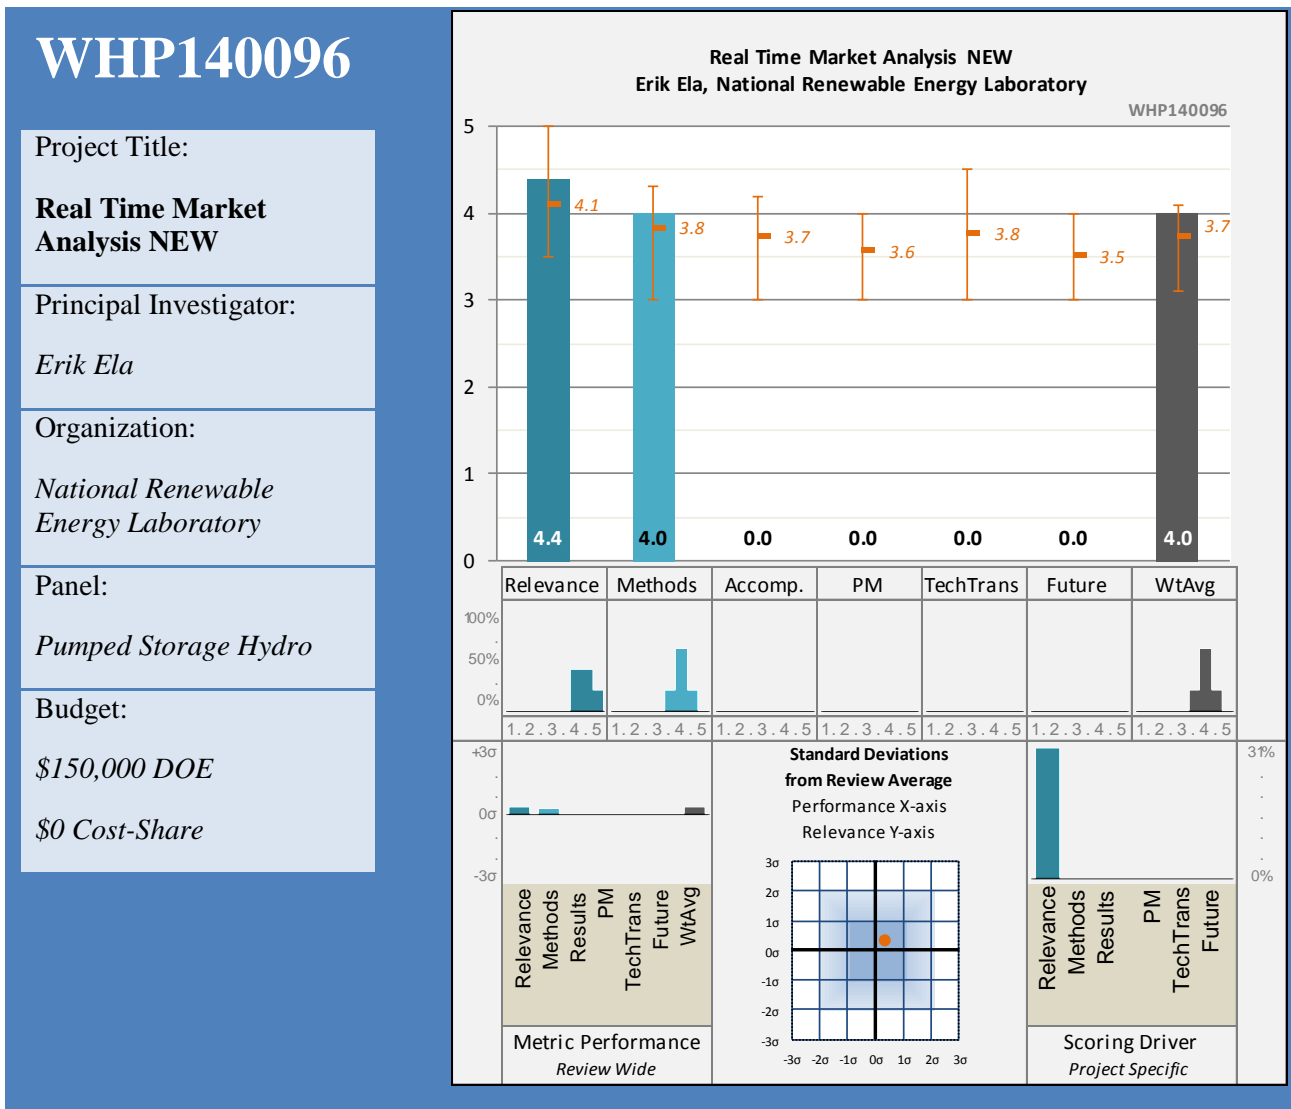 WHP140096
Project Title:
Real Time Market
Analysis NEW
Principal Investigator:
Erik Ela
Organization:
National Renewable
Energy Laboratory
Panel:
Pumped Storage Hydro
Budget:
$150,000 DOE
$0 Cost-Share
Real Time Market Analysis NEW
Erik Ela, National Renewable Energy Laboratory
WHP140096
5
4
3
2
1
0
4.1
3.8
3.7
3.6
3.8
3.5
3.7
4.4
4.0
0.0
0.0
0.0
0.0
4.0
Relevance
Methods
Accomp.
PM
TechTrans
Future
WtAvg
100%
50%
0%
1.2.3.4.5
1.2.3.4.5
1.2.3.4.5
1.2.3.4.5
1.2.3.4.5
1.2.3.4.5
1.2.3.4.5
+3σ
0σ
-3σ
Relevance
Methods
Results
PM
TechTrans
Future
WtAvg
Metric Performance
Review Wide
Standard Deviations
from Review Average
Performance X-axis
Relevance Y-axis
3σ
2σ
1σ
0σ
-1σ
-2σ
-3σ
-3σ -2σ -1σ 0σ 1σ 2σ 3σ
31%
0%
Relevance
Methods
Results
PM
TechTrans
Future
Scoring Driver
Project Specific